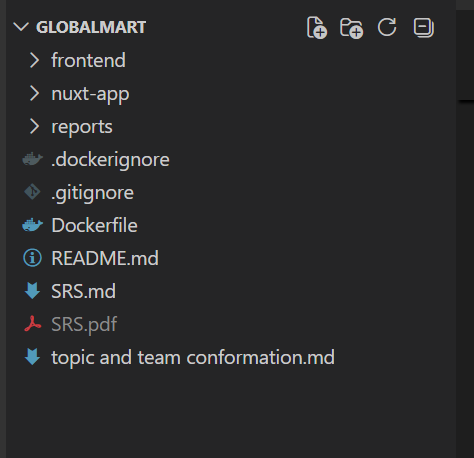 GLOBALMART
frontend
nuxt-app
reports
.dockerignore
.gitignore
Dockerfile
README.md
SRS.md
SRS.pdf
topic and team conformation.md